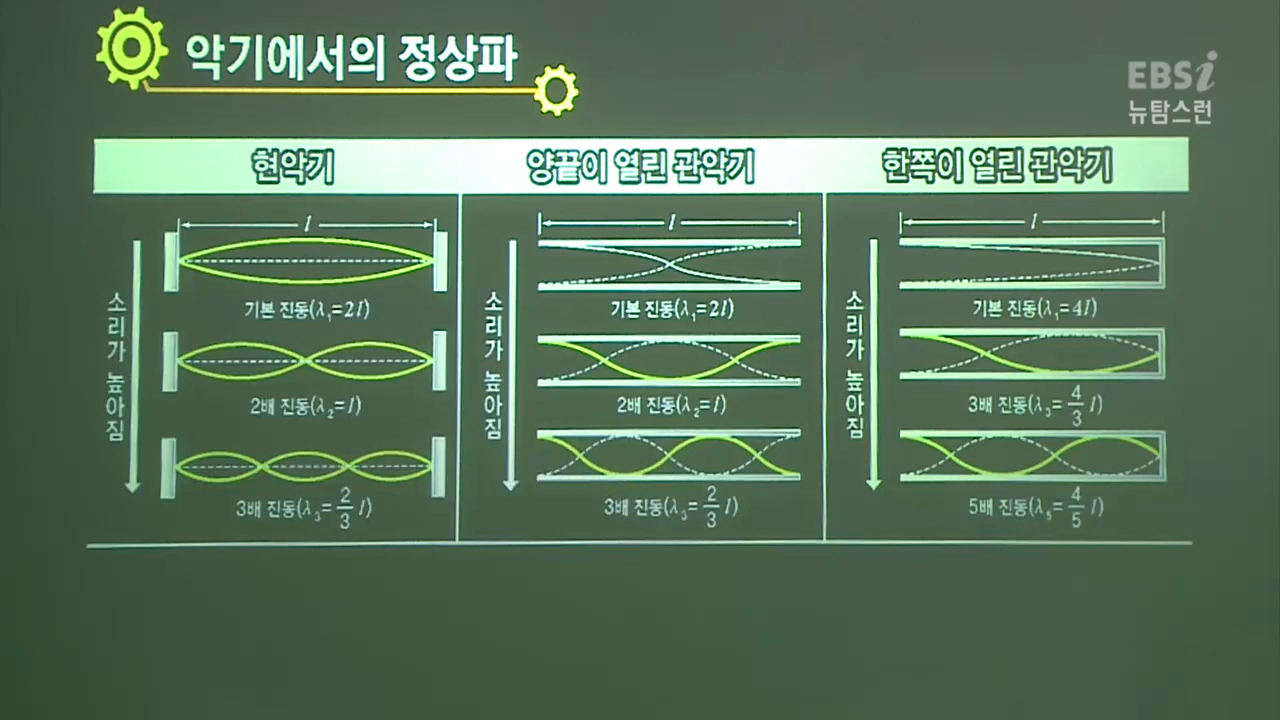 악기에서의 정상파
EBSi
뉴탐스런
현악기
양끝이 열린 관악기
한쪽이 열린 관악기
소리가 높아짐
l
기본 진동(λ₁=2l)
2배 진동(λ₂=l)
3배 진동(λ₃=2/3 l)
소리가 높아짐
l
기본 진동(λ₁=2l)
2배 진동(λ₂=l)
3배 진동(λ₃=2/3 l)
소리가 높아짐
l
기본 진동(λ₁=4l)
3배 진동(λ₃=4/3 l)
5배 진동(λ₅=4/5 l)